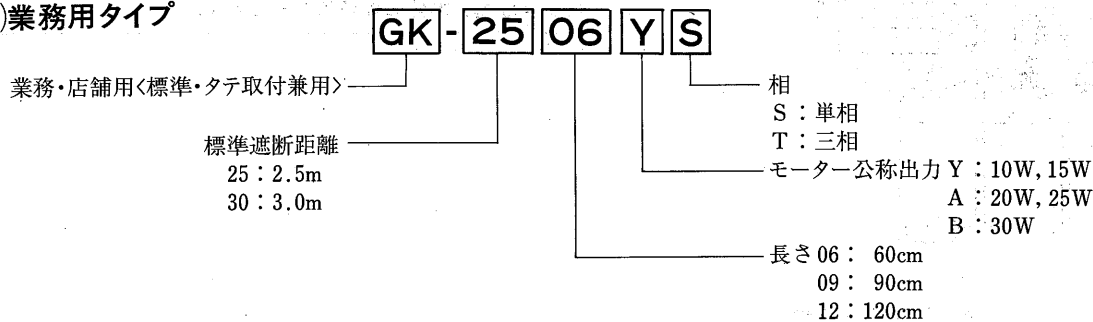 )業務用タイプ
GK-2506YS
業務・店舗用<標準・タテ取付兼用>
標準遮断距離
25:2.5m
30:3.0m
相
S:単相
T:三相
モーター公称出力 Y:10W, 15W
A:20W, 25W
B:30W
長さ 06: 60cm
09: 90cm
12:120cm